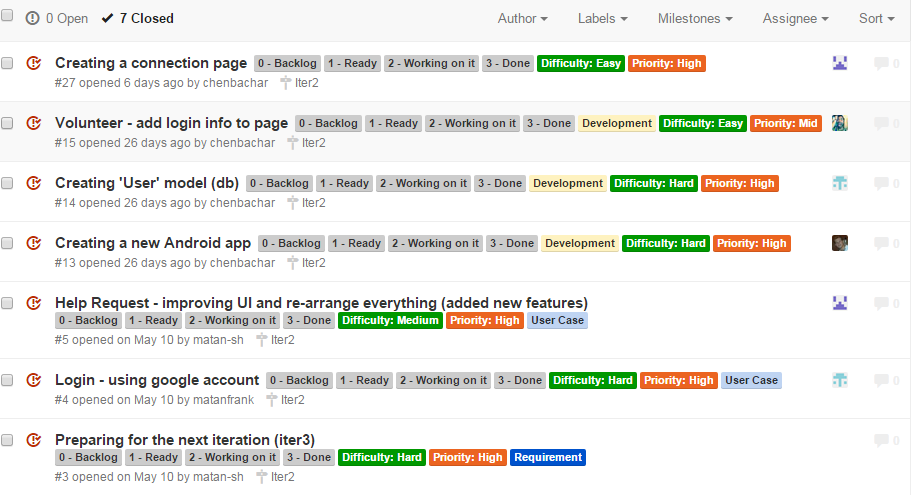 0 Open 7 Closed Author Labels Milestones Assignee Sort
Creating a connection page 0 - Backlog 1 - Ready 2 - Working on it 3 - Done Difficulty: Easy Priority: High 0
#27 opened 6 days ago by chenbachar Iter2
Volunteer - add login info to page 0 - Backlog 1 - Ready 2 - Working on it 3 - Done Development Difficulty: Easy Priority: Mid 0
#15 opened 26 days ago by chenbachar Iter2
Creating 'User' model (db) 0 - Backlog 1 - Ready 2 - Working on it 3 - Done Development Difficulty: Hard Priority: High 0
#14 opened 26 days ago by chenbachar Iter2
Creating a new Android app 0 - Backlog 1 - Ready 2 - Working on it 3 - Done Development Difficulty: Hard Priority: High 0
#13 opened 26 days ago by chenbachar Iter2
Help Request - improving UI and re-arrange everything (added new features) 0
0 - Backlog 1 - Ready 2 - Working on it 3 - Done Difficulty: Medium Priority: High User Case
#5 opened on May 10 by matan-sh Iter2
Login - using google account 0 - Backlog 1 - Ready 2 - Working on it 3 - Done Difficulty: Hard Priority: High User Case 0
#4 opened on May 10 by matanfrank Iter2
Preparing for the next iteration (iter3) 0
0 - Backlog 1 - Ready 2 - Working on it 3 - Done Difficulty: Hard Priority: High Requirement
#3 opened on May 10 by matan-sh Iter2